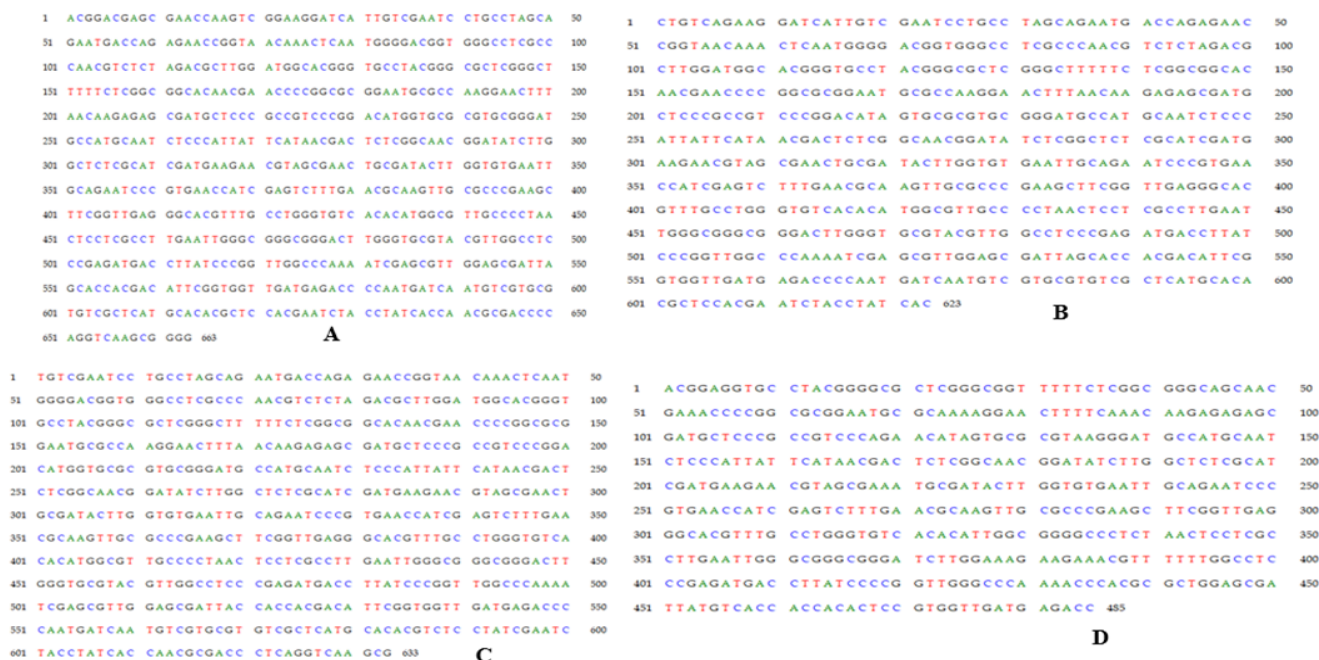 1 ACGGACGAGC GAACCAAGTC GGAAGGATCA TTGTCGAATC CTGCCTAGCA 50
51 GAATGACCAG AGAACCGGTA ACAAACTCAA TGGGGACGGT GGGCCTCGCC 100
101 CAACGTCTCT AGACGCTTGG ATGGCACGGG TGCCTACGGG CGCTCGGGCT 150
151 TTTTCTCGGC GGCACAACGA ACCCCGGCGC GGAATGCGCC AAGGAACTTT 200
201 AACAAGAGAG CGATGCTCCC GCCGTCCCGG ACATGGTGCG CGTGCGGGAT 250
251 GCCATGCAAT CTCCCATTAT TCATAACGAC TCTCGGCAAC GGATATCTTG 300
301 GCTCTCGCAT CGATGAAGAA CGTAGCGAAC TGCGATACTT GGTGTGAATT 350
351 GCAGAATCCC GTGAACCATC GAGTCTTTGA ACGCAAGTTG CGCCCGAAGC 400
401 TTCGGTTGAG GGCACGTTTG CCTGGGTGTC ACACATGGCG TTGCCCCTAA 450
451 CTCCTCGCCT TGAATTGGGC GGGCGGGACT TGGGTGCGTA CGTTGGCCTC 500
501 CCGAGATGAC CTTATCCCGG TTGGCCCAAA ATCGAGCGTT GGAGCGATTA 550
551 GCACCACGAC ATTCGGTGGT TGATGAGACC CCAATGATCA ATGTCGTGCG 600
601 TGTCGCTCAT GCACACGCTC CACGAATCTA CCTATCACCA ACGCGACCCC 650
651 AGGTCAAGCG GGG 663
A
1 CTGTCAGAAG GATCATTGTC GAATCCTGCC TAGCAGAATG ACCAGAGAAC 50
51 CGGTAACAAA CTCAATGGGG ACGGTGGGCC TCGCCCAACG TCTCTAGACG 100
101 CTTGGATGGC ACGGGTGCCT ACGGGCGCTC GGGCTTTTTC TCGGCGGCAC 150
151 AACGAACCCC GGCGCGGAAT GCGCCAAGGA ACTTTAACAA GAGAGCGATG 200
201 CTCCCGCCGT CCCGGACATA GTGCGCGTGC GGGATGCCAT GCAATCTCCC 250
251 ATTATTCATA ACGACTCTCG GCAACGGATA TCTCGGCTCT CGCATCGATG 300
301 AAGAACGTAG CGAACTGCGA TACTTGGTGT GAATTGCAGA ATCCCGTGAA 350
351 CCATCGAGTC TTTGAACGCA AGTTGCGCCC GAAGCTTCGG TTGAGGGCAC 400
401 GTTTGCCTGG GTGTCACACA TGGCGTTGCC CCTAACTCCT CGCCTTGAAT 450
451 TGGGCGGGCG GGACTTGGGT GCGTACGTTG GCCTCCCGAG ATGACCTTAT 500
501 CCCGGTTGGC CCAAAATCGA GCGTTGGAGC GATTAGCACC ACGACATTCG 550
551 GTGGTTGATG AGACCCCAAT GATCAATGTC GTGCGTGTCG CTCATGCACA 600
601 CGCTCCACGA ATCTACCTAT CAC 623
B
1 TGTCGAATCC TGCCTAGCAG AATGACCAGA GAACCGGTAA CAAACTCAAT 50
51 GGGGACGGTG GGCCTCGCCC AACGTCTCTA GACGCTTGGA TGGCACGGGT 100
101 GCCTACGGGC GCTCGGGCTT TTTCTCGGCG GCACAACGAA CCCCGGCGCG 150
151 GAATGCGCCA AGGAACTTTA ACAAGAGAGC GATGCTCCCG CCGTCCCGGA 200
201 CATGGTGCGC GTGCGGGATG CCATGCAATC TCCCATTATT CATAACGACT 250
251 CTCGGCAACG GATATCTTGG CTCTCGCATC GATGAAGAAC GTAGCGAACT 300
301 GCGATACTTG GTGTGAATTG CAGAATCCCG TGAACCATCG AGTCTTTGAA 350
351 CGCAAGTTGC GCCCGAAGCT TCGGTTGAGG GCACGTTTGC CTGGGTGTCA 400
401 CACATGGCGT TGCCCCTAAC TCCTCGCCTT GAATTGGGCG GGCGGGACTT 450
451 GGGTGCGTAC GTTGGCCTCC CGAGATGACC TTATCCCGGT TGGCCCAAAA 500
501 TCGAGCGTTG GAGCGATTAC CACCACGACA TTCGGTGGTT GATGAGACCC 550
551 CAATGATCAA TGTCGTGCGT GTCGCTCATG CACACGTCTC CTATCGAATC 600
601 TACCTATCAC CAACGCGACC CTCAGGTCAA GCG 633
C
1 ACGGAGGTGC CTACGGGGCG CTCGGGCGGT TTTTCTCGGC GGGCAGCAAC 50
51 GAAACCCCGG CGCGGAATGC GCAAAAGGAA CTTTTCAAAC AAGAGAGAGC 100
101 GATGCTCCCG CCGTCCCAGA ACATAGTGCG CGTAAGGGAT GCCATGCAAT 150
151 CTCCCATTAT TCATAACGAC TCTCGGCAAC GGATATCTTG GCTCTCGCAT 200
201 CGATGAAGAA CGTAGCGAAA TGCGATACTT GGTGTGAATT GCAGAATCCC 250
251 GTGAACCATC GAGTCTTTGA ACGCAAGTTG CGCCCGAAGC TTCGGTTGAG 300
301 GGCACGTTTG CCTGGGTGTC ACACATTGGC GGGGCCCTCT AACTCCTCGC 350
351 CTTGAATTGG GCGGGCGGGA TCTTGGAAAG AAGAAACGTT TTTTGGCCTC 400
401 CCGAGATGAC CTTATCCCCG GTTGGGCCCA AAACCCACGC GCTGGAGCGA 450
451 TTATGTCACC ACCACACTCC GTGGTTGATG AGACC 485
D